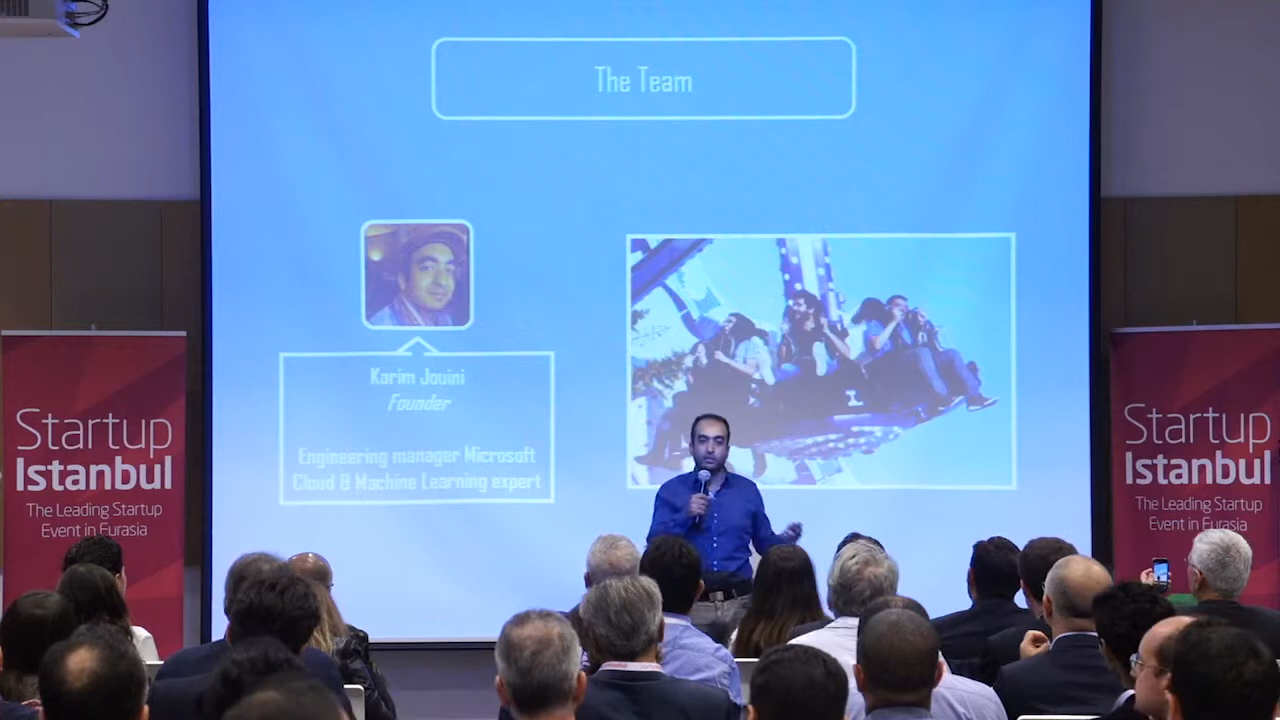 The Team
Karim Jouini
Founder
Engineering manager Microsoft
Cloud & Machine Learning expert
Startup
Istanbul
The Leading Startup
Event in Eurasia
Startup
Istanbul
The Leading Startup
Event in Eurasia